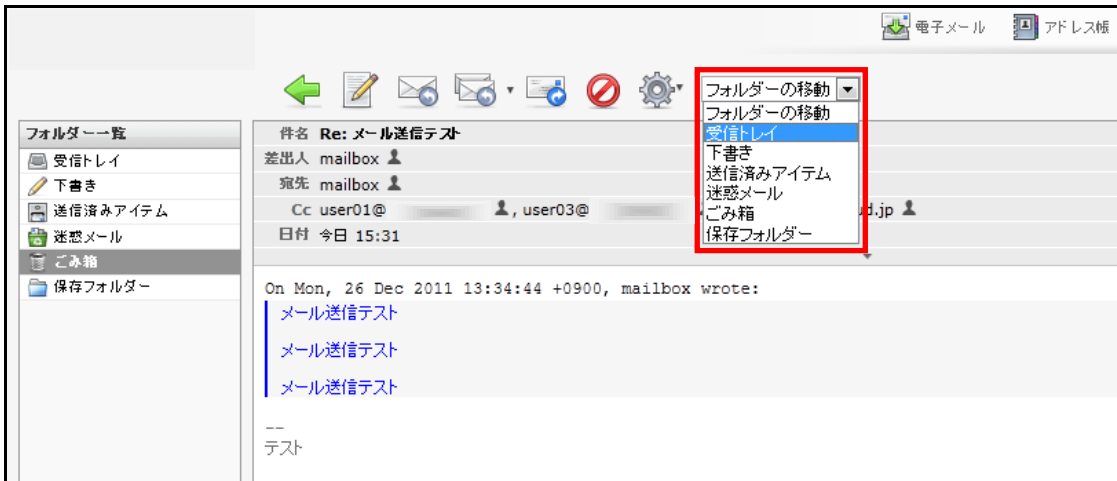 電子メール アドレス帳
フォルダーの移動
フォルダーの移動
受信トレイ
下書き
送信済みアイテム
迷惑メール
ごみ箱
保存フォルダー
フォルダー一覧
受信トレイ
下書き
送信済みアイテム
迷惑メール
ごみ箱
保存フォルダー
件名 Re: メール送信テスト
差出人 mailbox
宛先 mailbox
Cc user01@ , user03@ d.jp
日付 今日 15:31
On Mon, 26 Dec 2011 13:34:44 +0900, mailbox wrote:
メール送信テスト
メール送信テスト
メール送信テスト
--
テスト